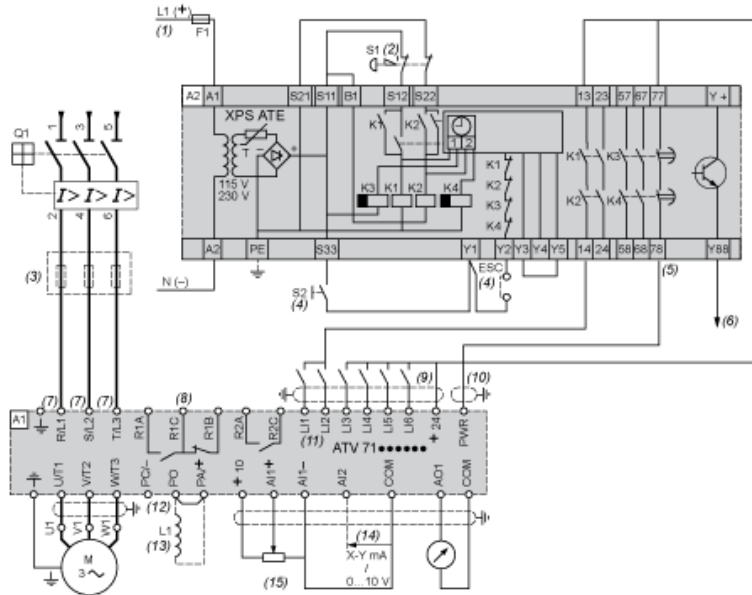 L1 (+)
(1)
F1
S1 (2)
A2 A1 S21 S11 B1 S12 S22 13 23 57 67 77 Y +
XPS ATE
T
115 V
230 V
K1 K2 1 2
K3 K1 K2 K4
K1
K2
K3
K4
K1 K3
K2 K4
A2 PE S33 Y1 Y2 Y3 Y4 Y5 14 24 58 68 78 Y88
Q1
1 3 5
I> I> I>
2 4 6
(3)
N (–)
S2
(4)
ESC
(4)
(5)
(6)
(7) (7) (7) (8) (9) (10)
A1
R/L1 S/L2 T/L3 R1A R1C R1B R2A R2C LI1 LI2 LI3 LI4 LI5 LI6 + 24 PWR
(11)
ATV 71••••••
U/T1 V/T2 W/T3 PC/– PO PA/+ + 10 AI1+ AI1– AI2 COM AO1 COM
(12)
U1 V1 W1
L1
(13)
(14)
X-Y mA
/
0...10 V
(15)
M
3